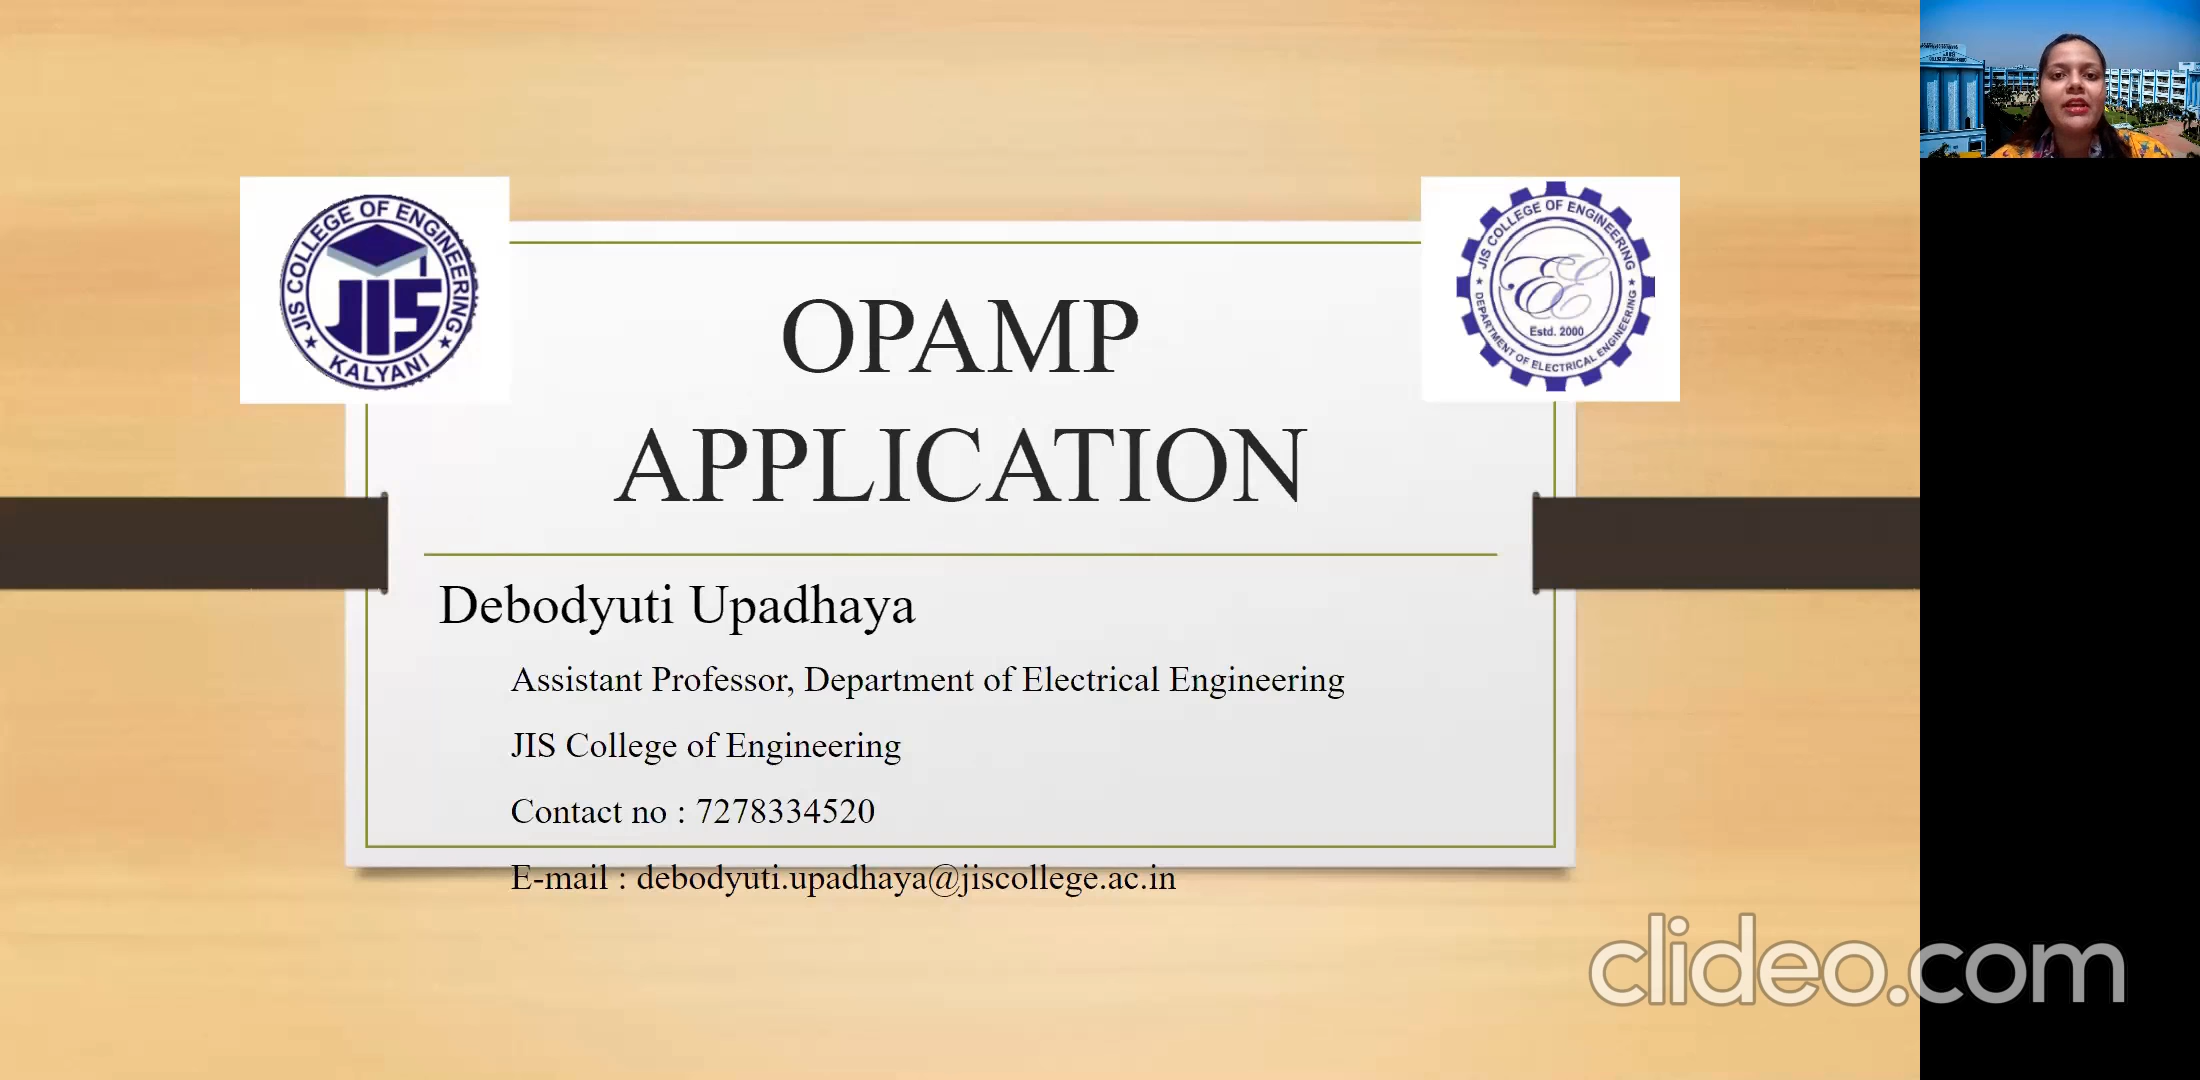 JIS COLLEGE OF ENGINEERING
JIS
★ KALYANI ★
JIS COLLEGE OF ENGINEERING
EE
Estd. 2000
★ DEPARTMENT OF ELECTRICAL ENGINEERING ★
OPAMP
APPLICATION
Debodyuti Upadhaya
Assistant Professor, Department of Electrical Engineering
JIS College of Engineering
Contact no : 7278334520
E-mail : debodyuti.upadhaya@jiscollege.ac.in
clideo.com